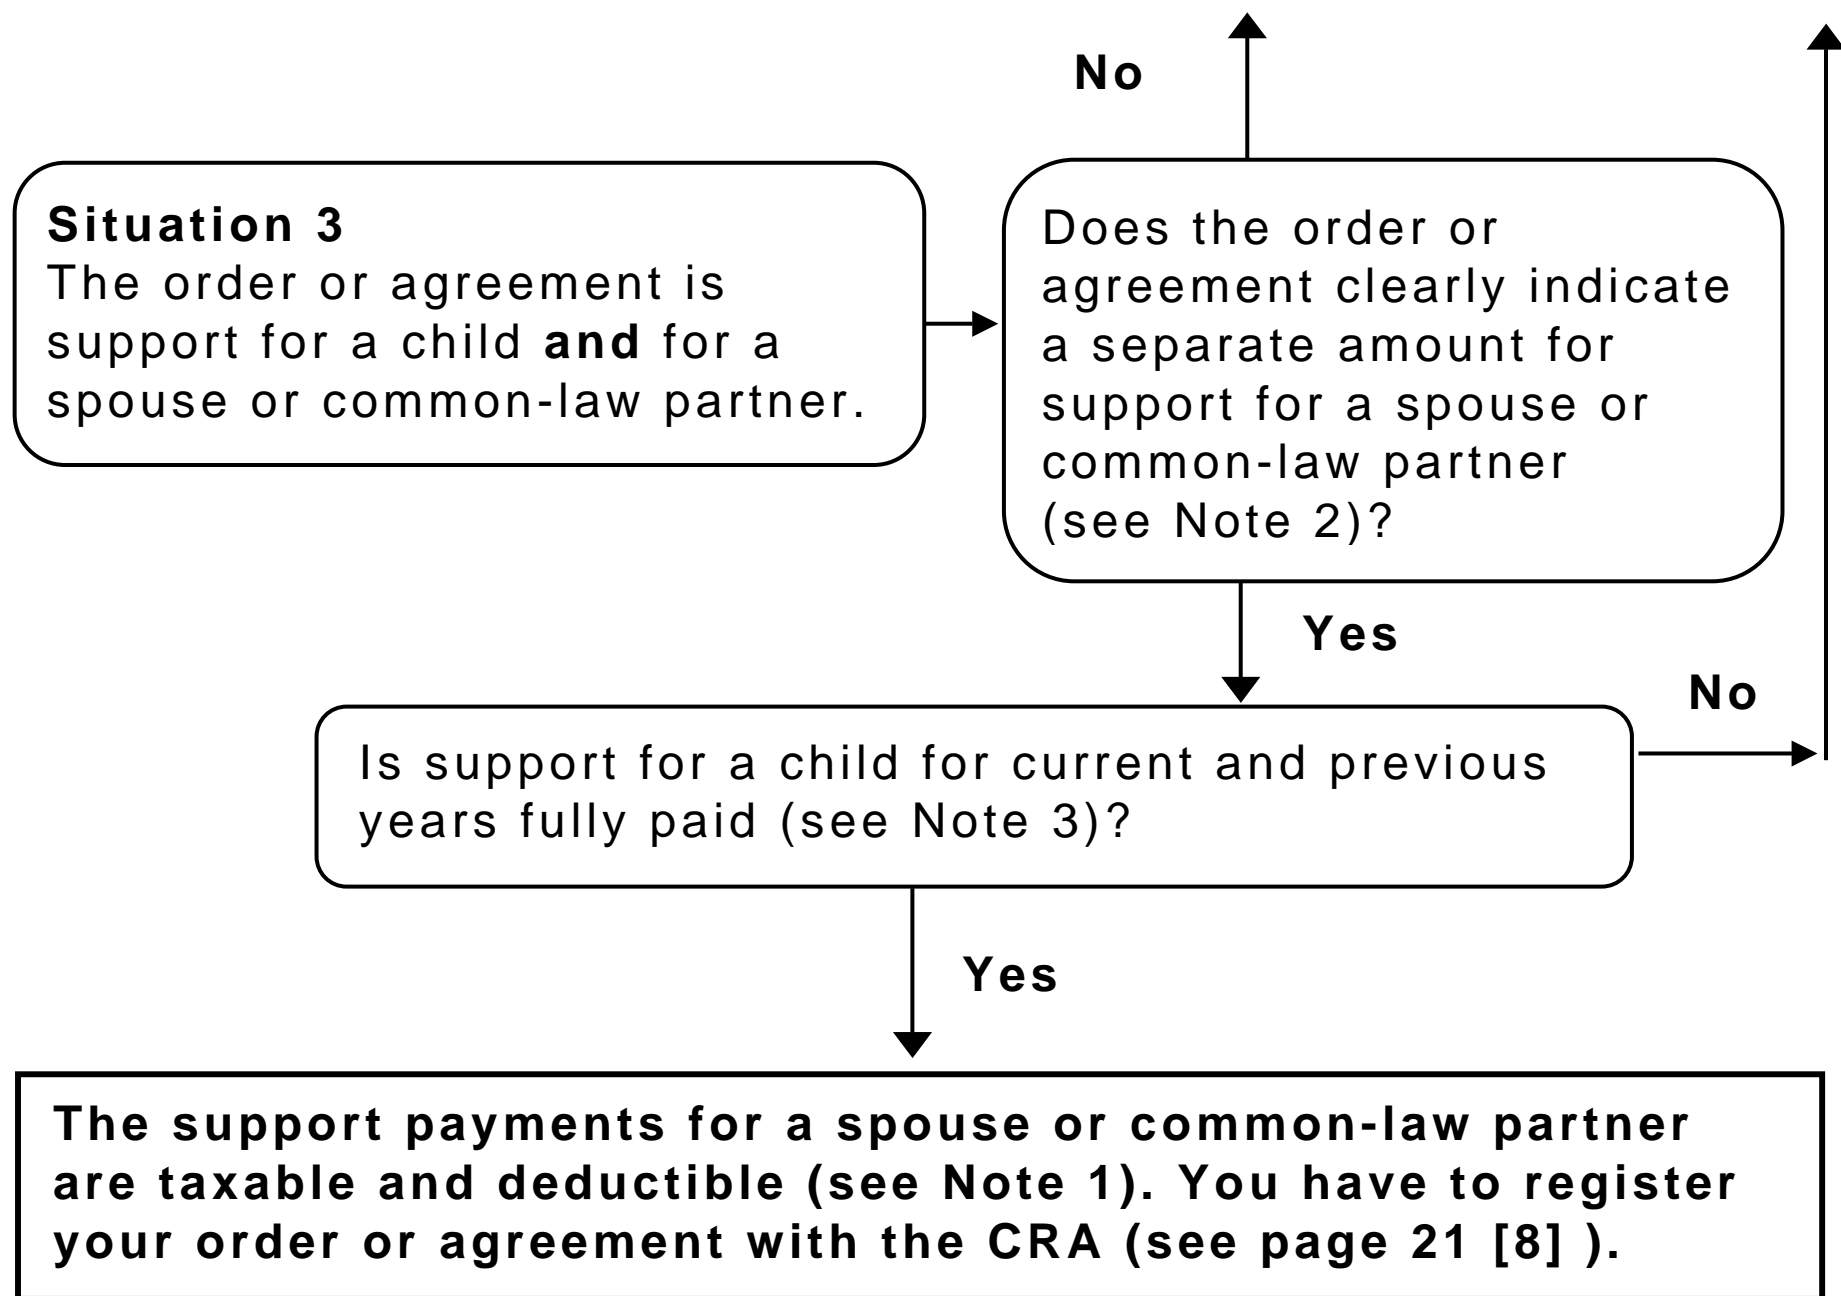 No
Situation 3
The order or agreement is
support for a child and for a
spouse or common-law partner.
Does the order or
agreement clearly indicate
a separate amount for
support for a spouse or
common-law partner
(see Note 2)?
Yes
No
Is support for a child for current and previous
years fully paid (see Note 3)?
Yes
The support payments for a spouse or common-law partner
are taxable and deductible (see Note 1). You have to register
your order or agreement with the CRA (see page 21 [8] ).